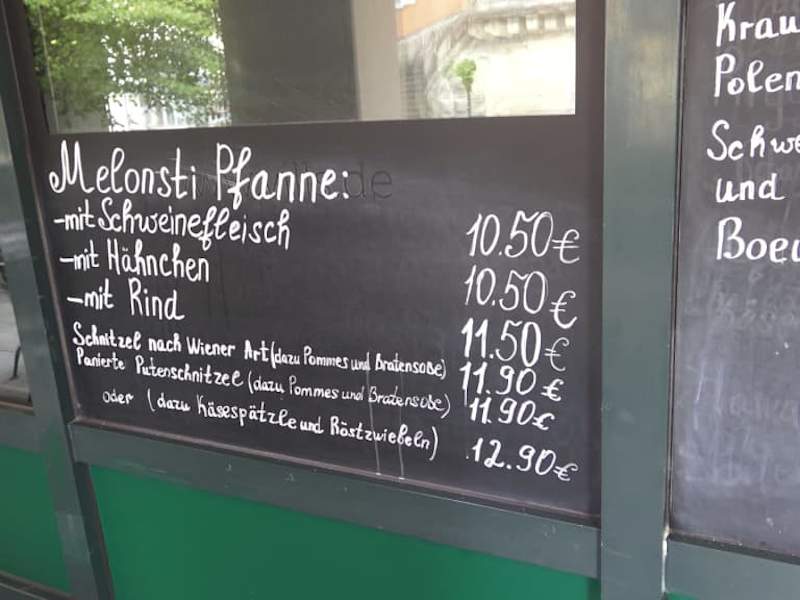 Melonsti Pfanne:
-mit Schweinefleisch 10.50€
-mit Hähnchen 10.50€
-mit Rind 11.50€
Schnitzel nach Wiener Art (dazu Pommes und Bratensoße) 11.90€
Panierte Putenschnitzel (dazu Pommes und Bratensoße) 11.90€
oder (dazu Käsespätzle und Röstzwiebeln) 12.90€
Krau
Polen
Schwe
und
Boeu